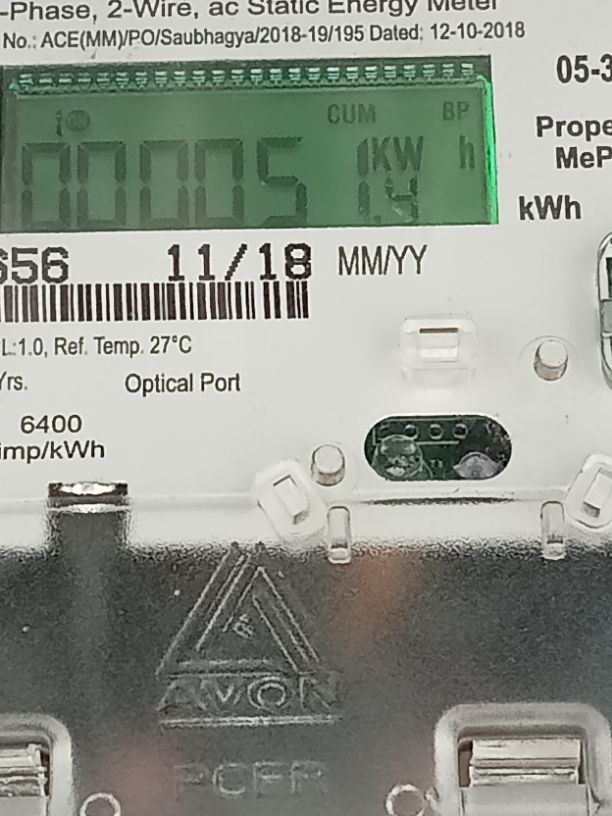 -Phase, 2-Wire, ac Static Energy Meter
No.: ACE(MM)/PO/Saubhagya/2018-19/195 Dated: 12-10-2018
05-3
CUM BP
00005 KW h
1.4
Prope
MeP
kWh
656 11/18 MM/YY
L:1.0, Ref. Temp. 27°C
Yrs. Optical Port
6400
imp/kWh
AVON
PCFR